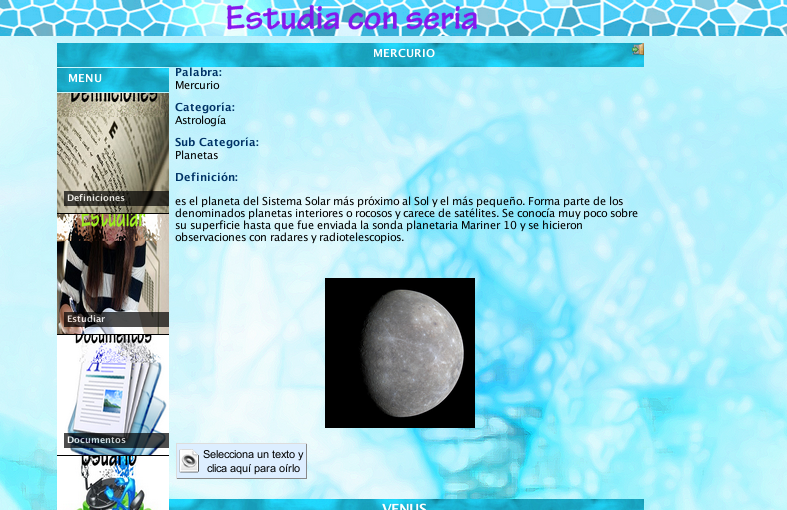 Estudia con seria
MERCURIO
MENU
Definiciones
Definiciones
Estudiar
Estudiar
Documentos
Documentos
Usuario
Palabra:
Mercurio
Categoría:
Astrología
Sub Categoría:
Planetas
Definición:
es el planeta del Sistema Solar más próximo al Sol y el más pequeño. Forma parte de los
denominados planetas interiores o rocosos y carece de satélites. Se conocía muy poco sobre
su superficie hasta que fue enviada la sonda planetaria Mariner 10 y se hicieron
observaciones con radares y radiotelescopios.
Selecciona un texto y
clica aquí para oírlo
VENUS